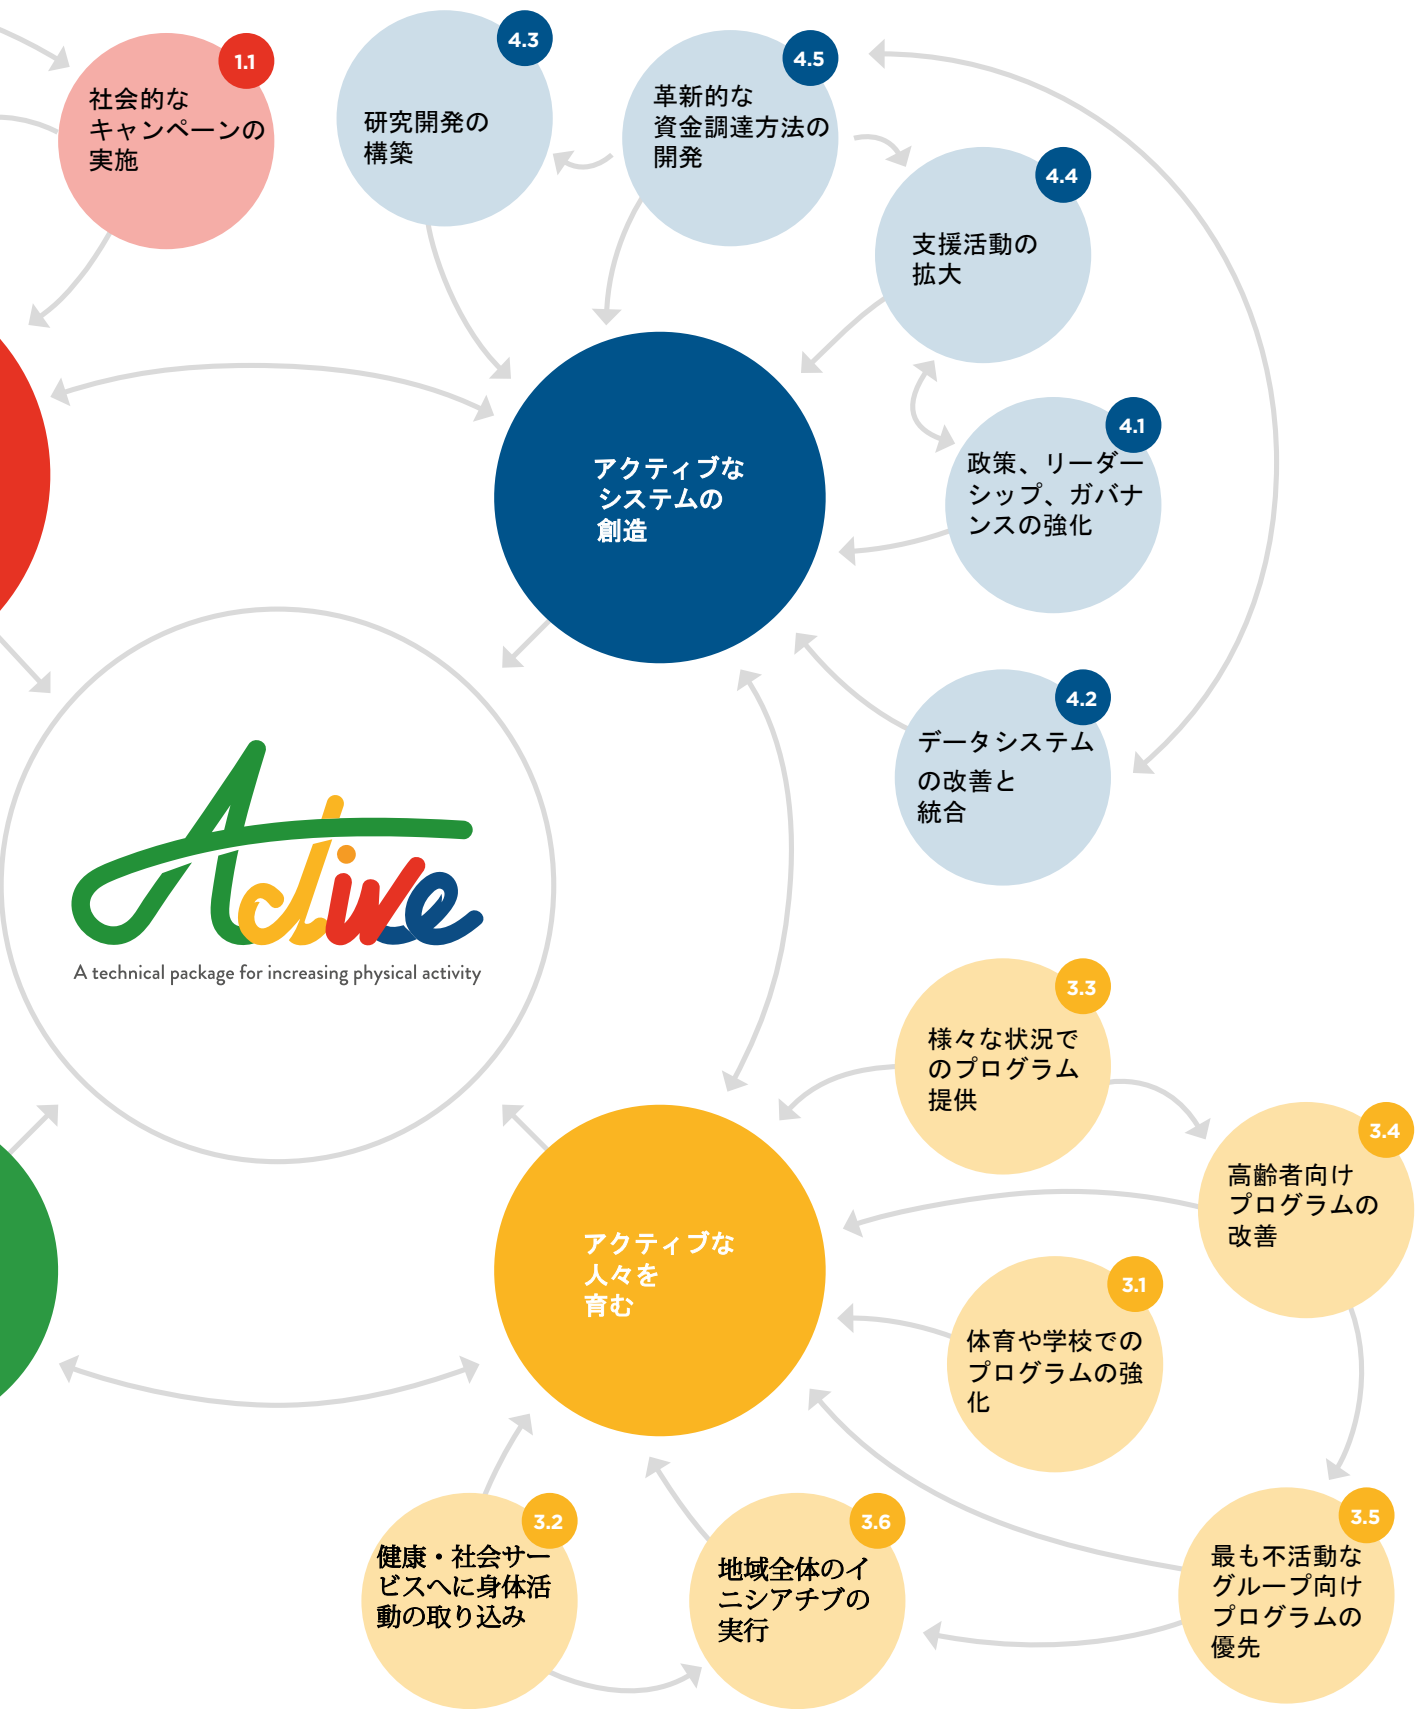 1.1
社会的な
キャンペーンの
実施
4.3
研究開発の
構築
4.5
革新的な
資金調達方法の
開発
4.4
支援活動の
拡大
4.1
政策、リーダー
シップ、ガバナ
ンスの強化
アクティブな
システムの
創造
4.2
データシステム
の改善と
統合
Active
A technical package for increasing physical activity
3.3
様々な状況で
のプログラム
提供
3.4
高齢者向け
プログラムの
改善
アクティブな
人々を
育む
3.1
体育や学校での
プログラムの強
化
3.2
健康・社会サー
ビスへに身体活
動の取り込み
3.6
地域全体のイ
ニシアチブの
実行
3.5
最も不活動な
グループ向け
プログラムの
優先